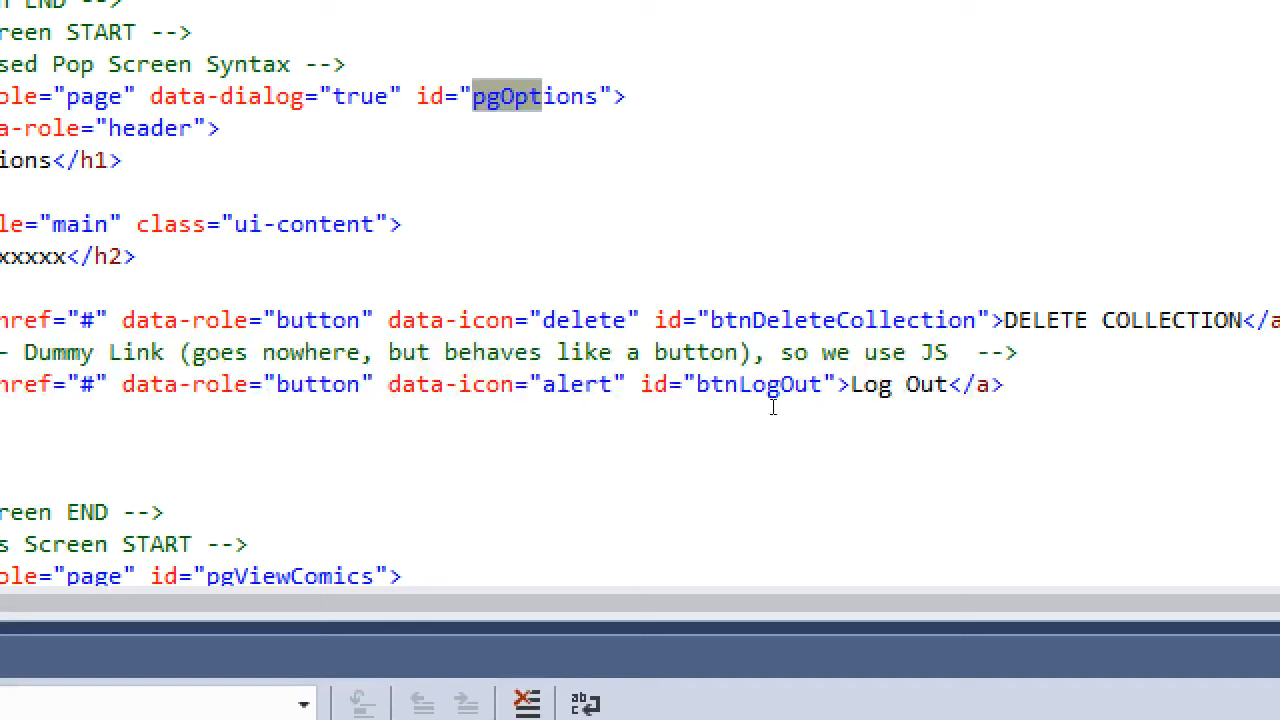 END -->
reen START -->
sed Pop Screen Syntax -->
ole="page" data-dialog="true" id="pgOptions">
a-role="header">
ions</h1>
le="main" class="ui-content">
xxxxx</h2>
href="#" data-role="button" data-icon="delete" id="btnDeleteCollection">DELETE COLLECTION</a
- Dummy Link (goes nowhere, but behaves like a button), so we use JS -->
href="#" data-role="button" data-icon="alert" id="btnLogOut">Log Out</a>
reen END -->
s Screen START -->
ole="page" id="pgViewComics">
ab
c